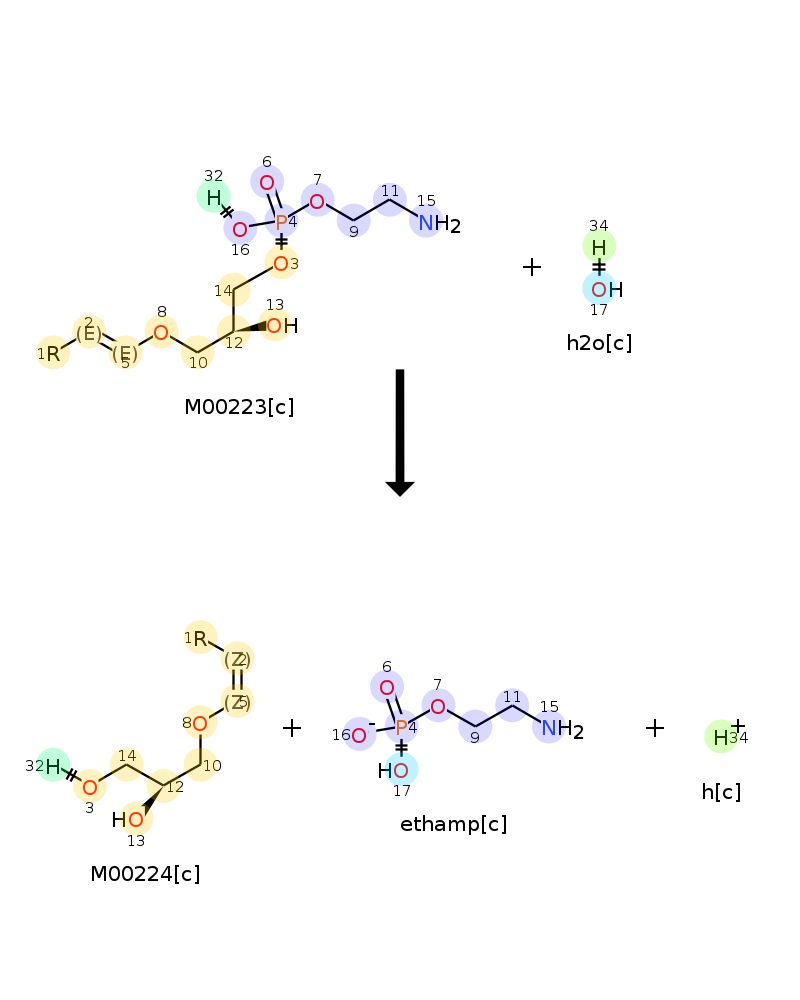 6
32
H
O
7
O
11
15
P4
NH2
O
16
9
34
H
O3
+
OH
17
14
13
OH
8
2
(E)
O
12
h2o[c]
1R
(E)
5
10
M00223[c]
1R
(Z)
2
(Z)
5
6
O
7
O
11
15
8O
16O-
P4
NH2
+
+
+
H34
9
32H
14
10
HO
17
O
3
12
h[c]
HO
13
ethamp[c]
M00224[c]